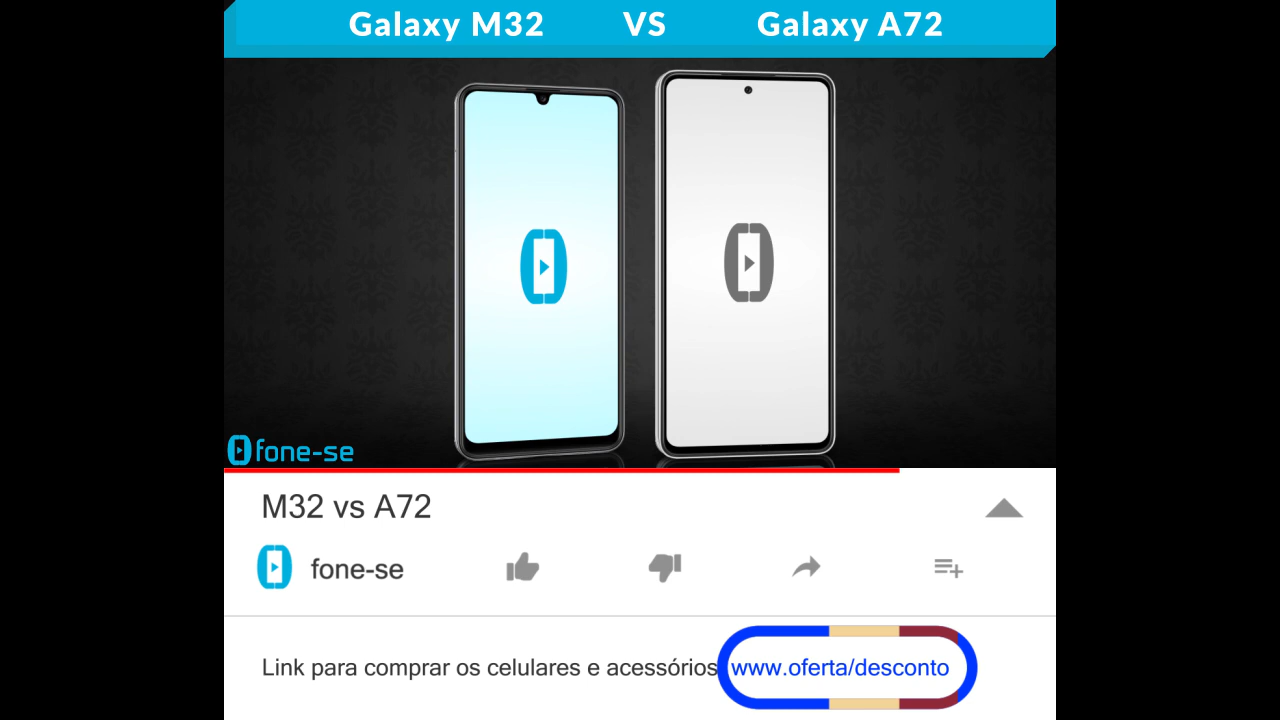 Galaxy M32 VS Galaxy A72
fone-se
M32 vs A72
fone-se
Link para comprar os celulares e acessórios www.oferta/desconto